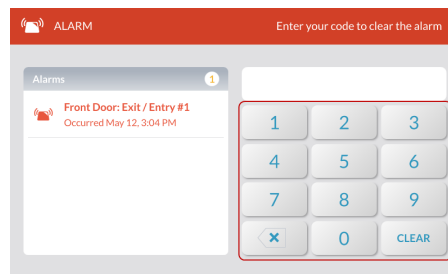 ALARM
Enter your code to clear the alarm
Alarms 1
Front Door: Exit / Entry #1
Occurred May 12, 3:04 PM
1 2 3
4 5 6
7 8 9
0 CLEAR